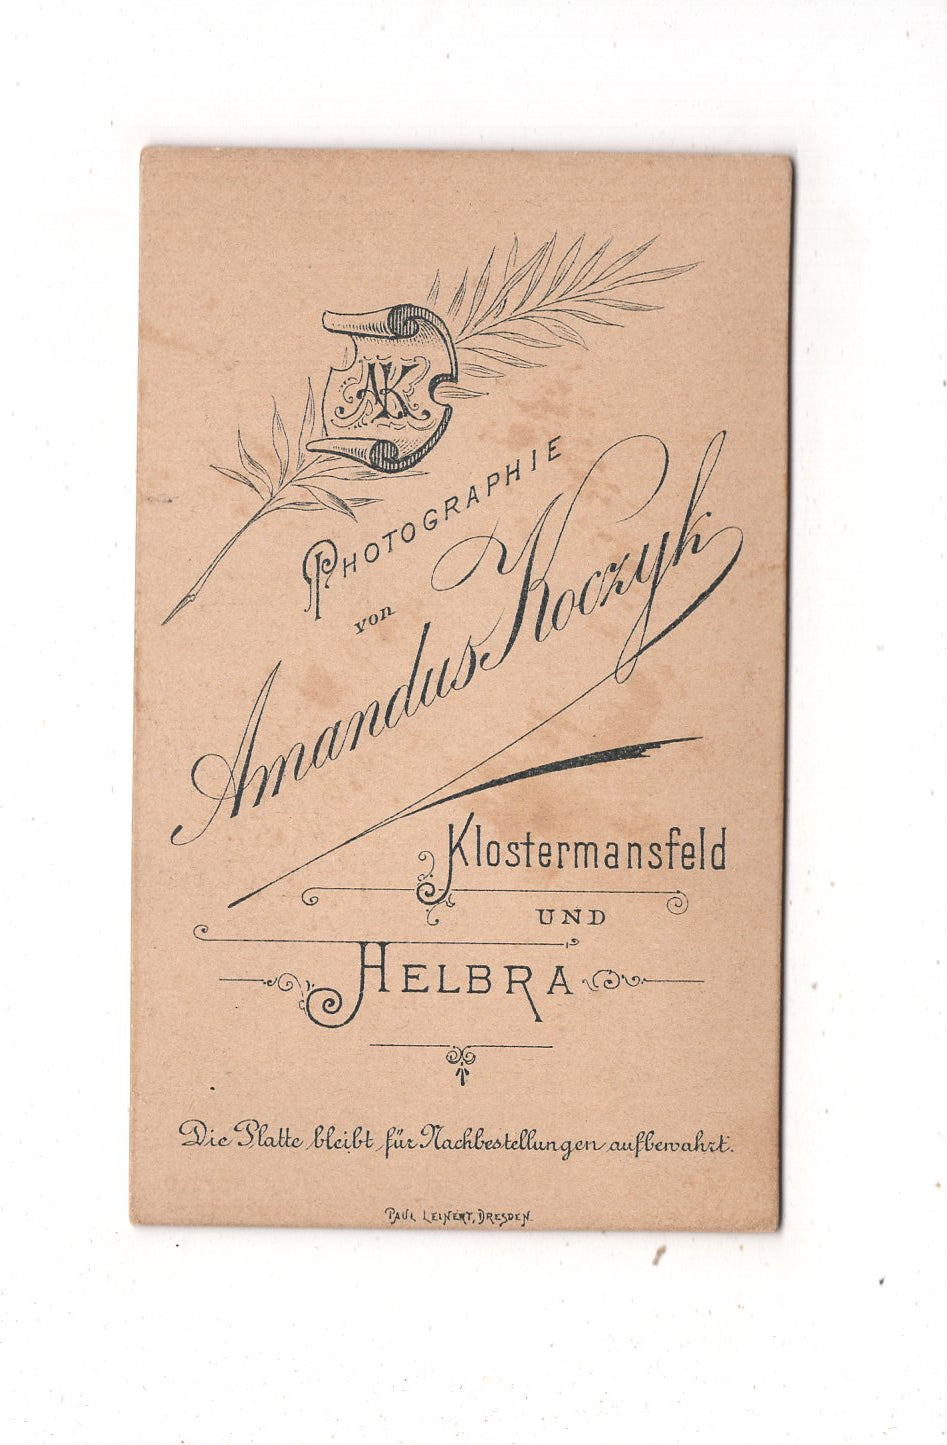 AK
PHOTOGRAPHIE
von
Amandus Koczyk
Klostermansfeld
UND
HELBRA
Die Platte bleibt für Nachbestellungen aufbewahrt.
PAUL LEINERT, DRESDEN.